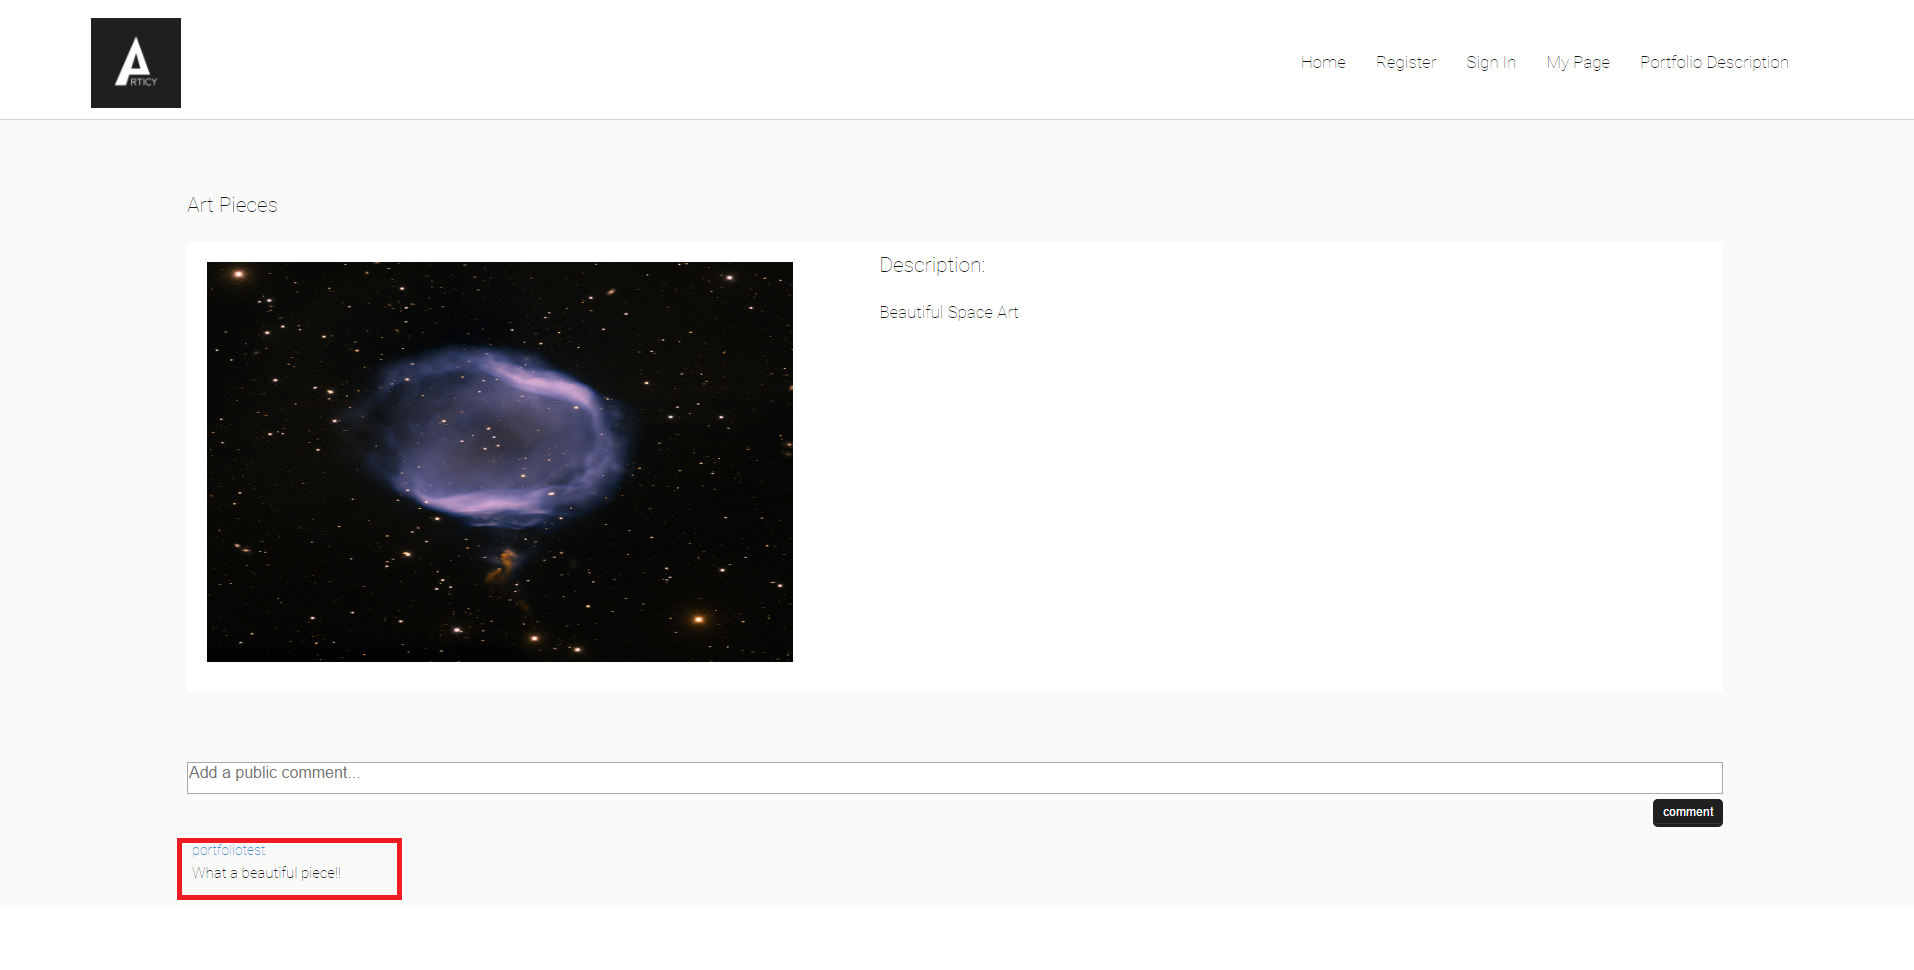 ARTICY
Home Register Sign In My Page Portfolio Description
Art Pieces
Description:
Beautiful Space Art
Add a public comment...
comment
portfoliotest
What a beautiful piece!!